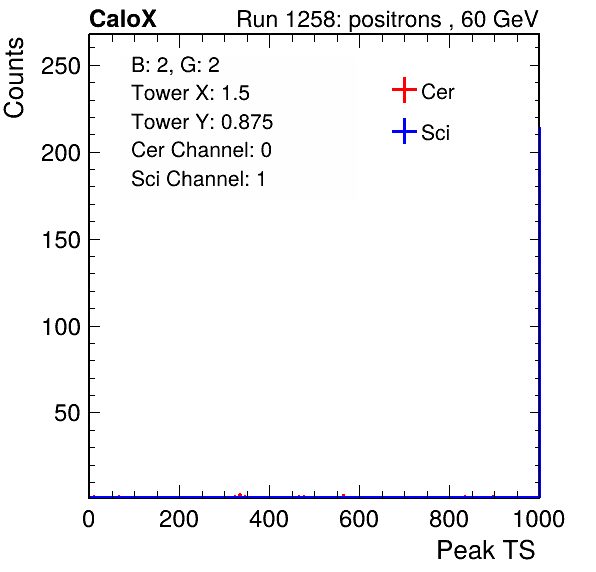 CaloX Run 1258: positrons , 60 GeV
Counts
B: 2, G: 2
Tower X: 1.5
Tower Y: 0.875
Cer Channel: 0
Sci Channel: 1
Cer
Sci
250
200
150
100
50
0 200 400 600 800 1000
Peak TS